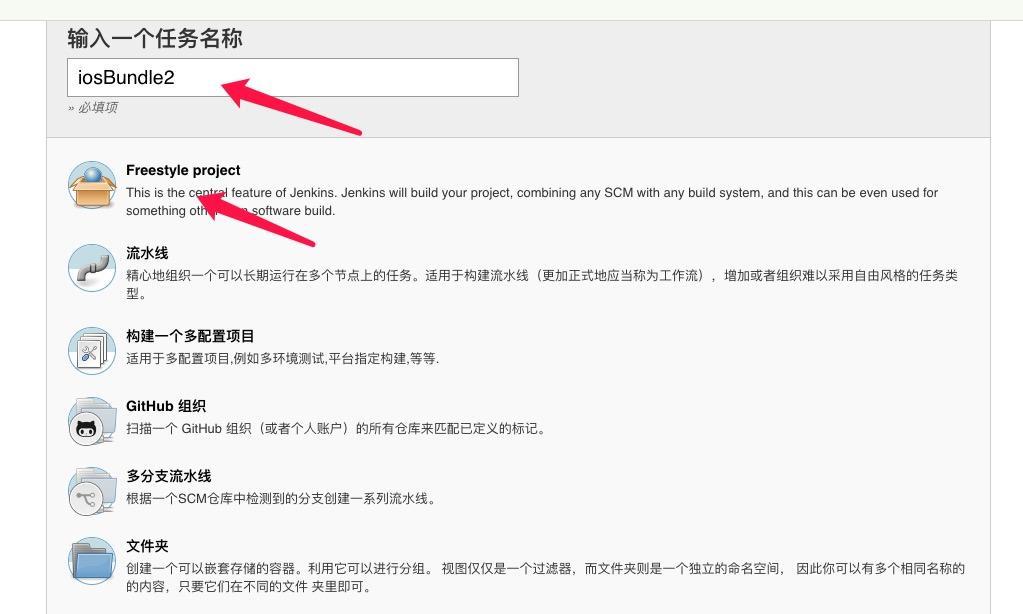 输入一个任务名称
iosBundle2
» 必填项
Freestyle project
This is the central feature of Jenkins. Jenkins will build your project, combining any SCM with any build system, and this can be even used for
something software build.
流水线
精心地组织一个可以长期运行在多个节点上的任务。适用于构建流水线（更加正式地应当称为工作流），增加或者组织难以采用自由风格的任务类
型。
构建一个多配置项目
适用于多配置项目,例如多环境测试,平台指定构建,等等.
GitHub 组织
扫描一个 GitHub 组织（或者个人账户）的所有仓库来匹配已定义的标记。
多分支流水线
根据一个SCM仓库中检测到的分支创建一系列流水线。
文件夹
创建一个可以嵌套存储的容器。利用它可以进行分组。 视图仅仅是一个过滤器，而文件夹则是一个独立的命名空间， 因此你可以有多个相同名称的
的内容，只要它们在不同的文件 夹里即可。